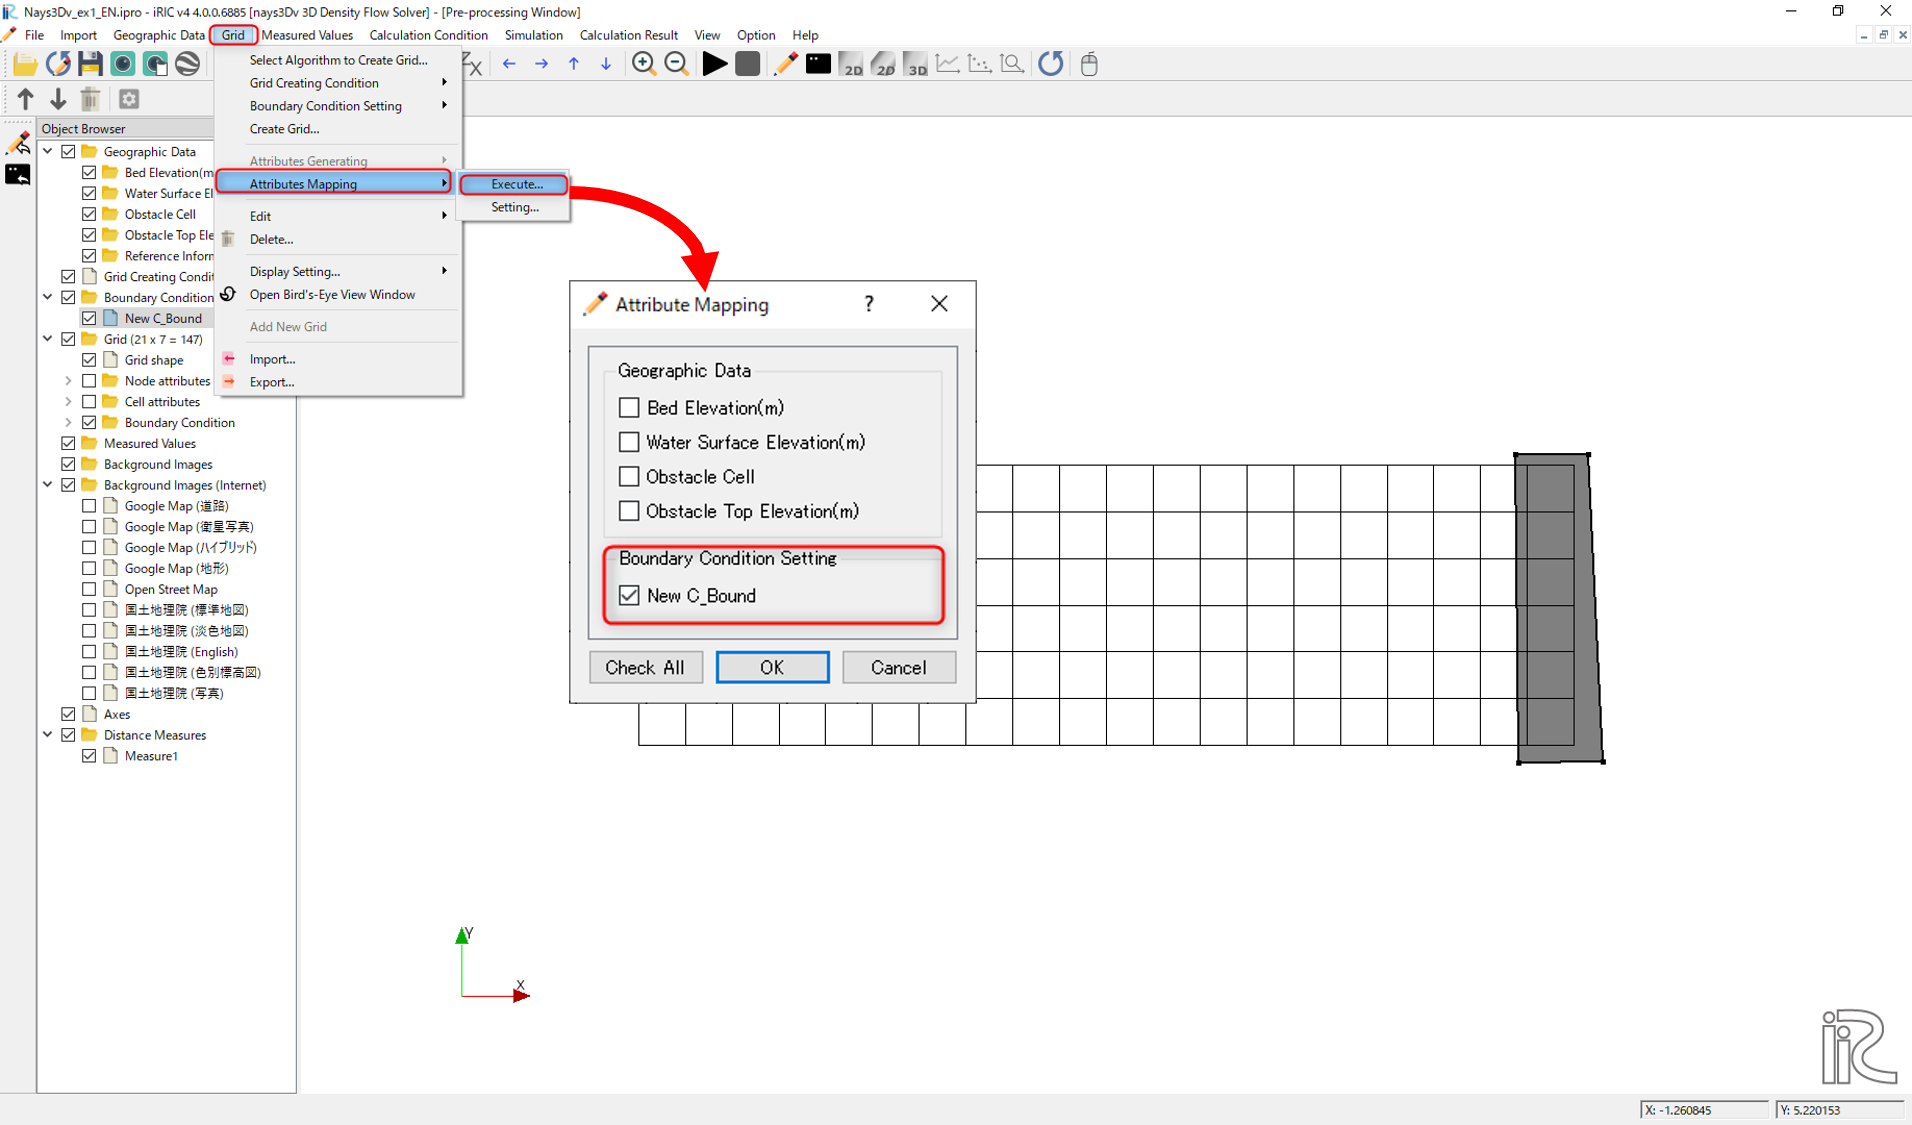 Nays3Dv_ex1_EN.ipro - iRIC v4 4.0.0.6885 [nays3Dv 3D Density Flow Solver] - [Pre-processing Window]
File Import Geographic Data Grid Measured Values Calculation Condition Simulation Calculation Result View Option Help
2D 2D 3D
Object Browser
Geographic Data
Bed Elevation(m
Water Surface El
Obstacle Cell
Obstacle Top Ele
Reference Inforr
Grid Creating Condit
Boundary Condition
New C_Bound
Grid (21 x 7 = 147)
Grid shape
Node attributes
Cell attributes
Boundary Condition
Measured Values
Background Images
Background Images (Internet)
Google Map (道路)
Google Map (衛星写真)
Google Map (ハイブリッド)
Google Map (地形)
Open Street Map
国土地理院 (標準地図)
国土地理院 (淡色地図)
国土地理院 (English)
国土地理院 (色別標高図)
国土地理院 (写真)
Axes
Distance Measures
Measure1
Select Algorithm to Create Grid...
Grid Creating Condition
Boundary Condition Setting
Create Grid...
Attributes Generating
Attributes Mapping
Edit
Delete...
Display Setting...
Open Bird's-Eye View Window
Add New Grid
Import...
Export...
Execute...
Setting...
Attribute Mapping ?
Geographic Data
Bed Elevation(m)
Water Surface Elevation(m)
Obstacle Cell
Obstacle Top Elevation(m)
Boundary Condition Setting
New C_Bound
Check All OK Cancel
Y
X
iRIC
X: -1.260845
Y: 5.220153